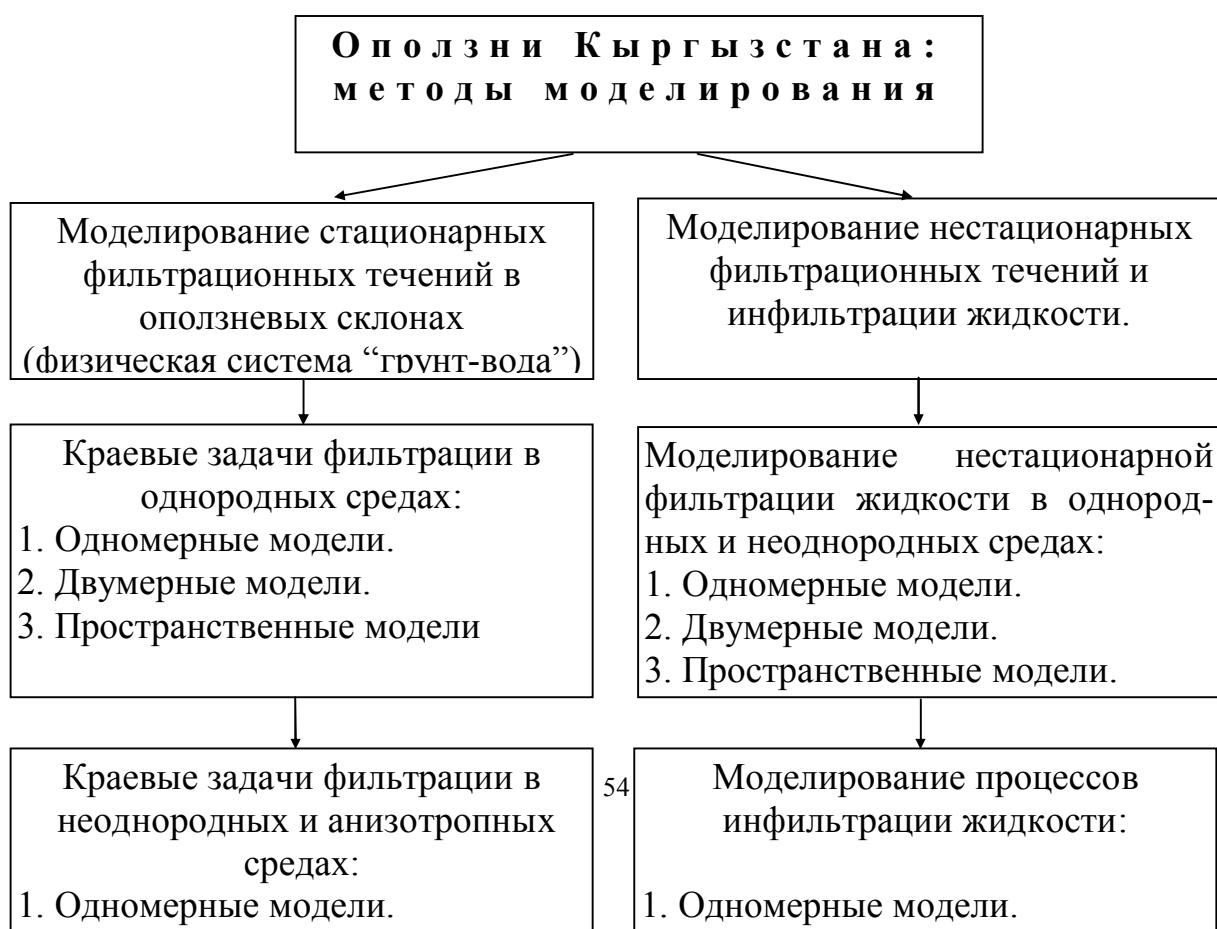 Оползни Кыргызстана:
методы моделирования
Моделирование стационарных
фильтрационных течений в
оползневых склонах
(физическая система “грунт-вода”)
Моделирование нестационарных
фильтрационных течений и
инфильтрации жидкости.
Краевые задачи фильтрации в
однородных средах:
1. Одномерные модели.
2. Двумерные модели.
3. Пространственные модели
Моделирование нестационарной
фильтрации жидкости в однород-
ных и неоднородных средах:
1. Одномерные модели.
2. Двумерные модели.
3. Пространственные модели.
Краевые задачи фильтрации в
неоднородных и анизотропных
средах:
1. Одномерные модели.
54
Моделирование процессов
инфильтрации жидкости:
1. Одномерные модели.